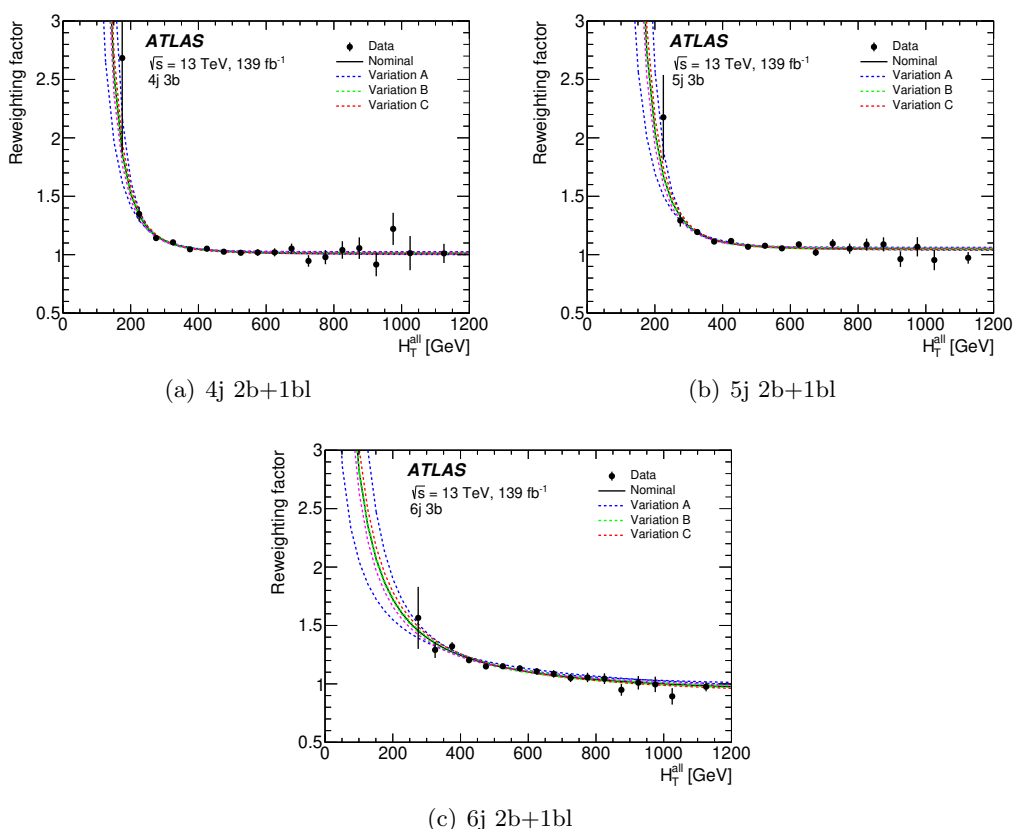 Reweighting factor
3
2.5
2
1.5
1
0.5
ATLAS
√s = 13 TeV, 139 fb⁻¹
4j 3b
Data
Nominal
Variation A
Variation B
Variation C
0 200 400 600 800 1000 1200
H_T^all [GeV]
(a) 4j 2b+1bl
Reweighting factor
3
2.5
2
1.5
1
0.5
ATLAS
√s = 13 TeV, 139 fb⁻¹
5j 3b
Data
Nominal
Variation A
Variation B
Variation C
0 200 400 600 800 1000 1200
H_T^all [GeV]
(b) 5j 2b+1bl
Reweighting factor
3
2.5
2
1.5
1
0.5
ATLAS
√s = 13 TeV, 139 fb⁻¹
6j 3b
Data
Nominal
Variation A
Variation B
Variation C
0 200 400 600 800 1000 1200
H_T^all [GeV]
(c) 6j 2b+1bl